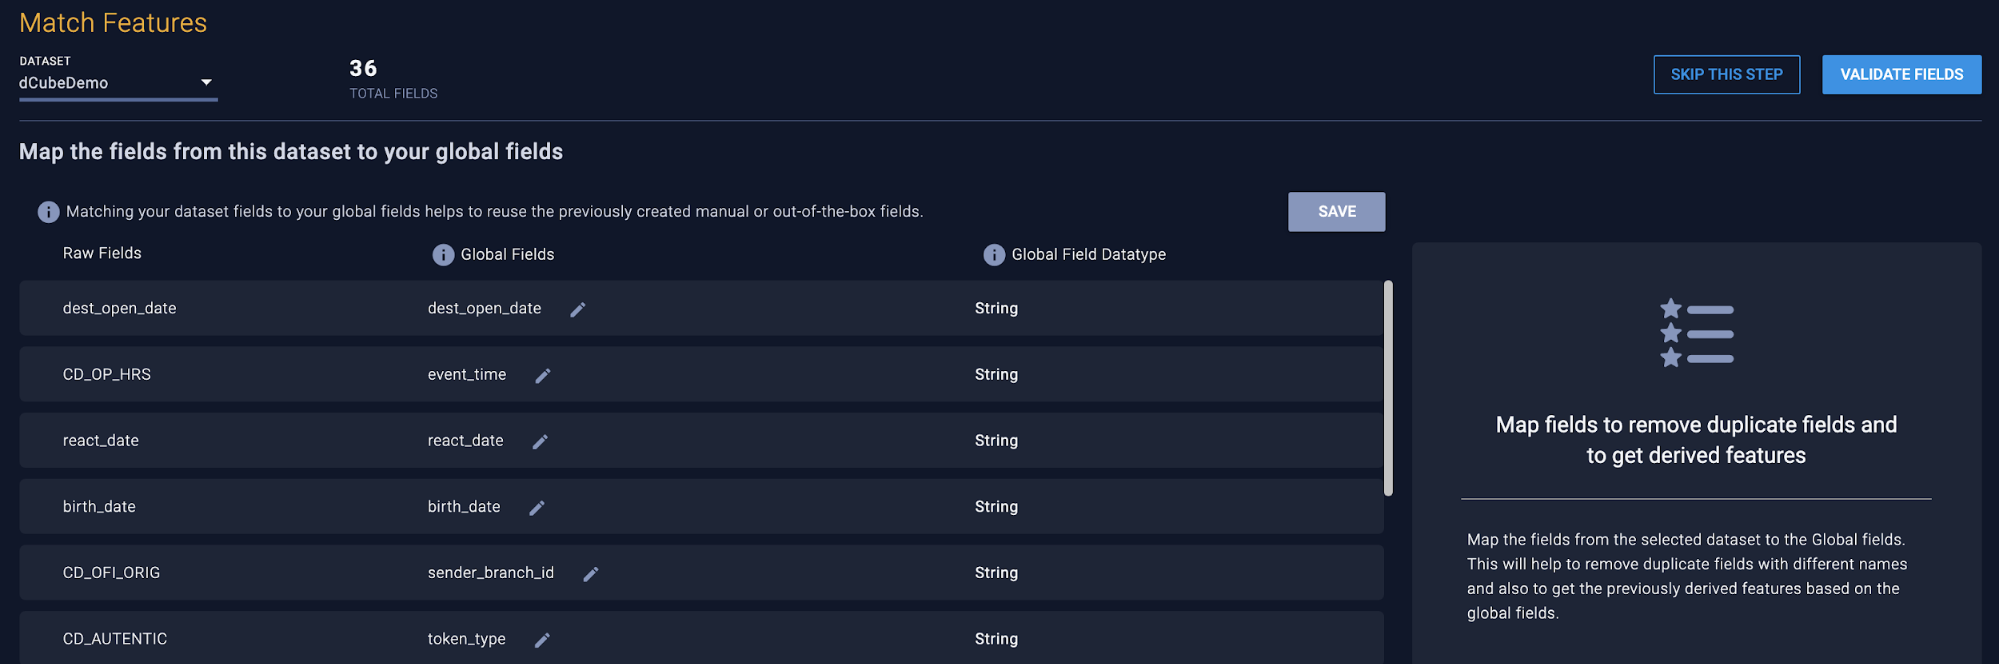 Match Features
DATASET
dCubeDemo
36
TOTAL FIELDS
SKIP THIS STEP
VALIDATE FIELDS
Map the fields from this dataset to your global fields
Matching your dataset fields to your global fields helps to reuse the previously created manual or out-of-the-box fields.
SAVE
Raw Fields
Global Fields
Global Field Datatype
dest_open_date dest_open_date String
CD_OP_HRS event_time String
react_date react_date String
birth_date birth_date String
CD_OFI_ORIG sender_branch_id String
CD_AUTENTIC token_type String
Map fields to remove duplicate fields and
to get derived features
Map the fields from the selected dataset to the Global fields.
This will help to remove duplicate fields with different names
and also to get the previously derived features based on the
global fields.